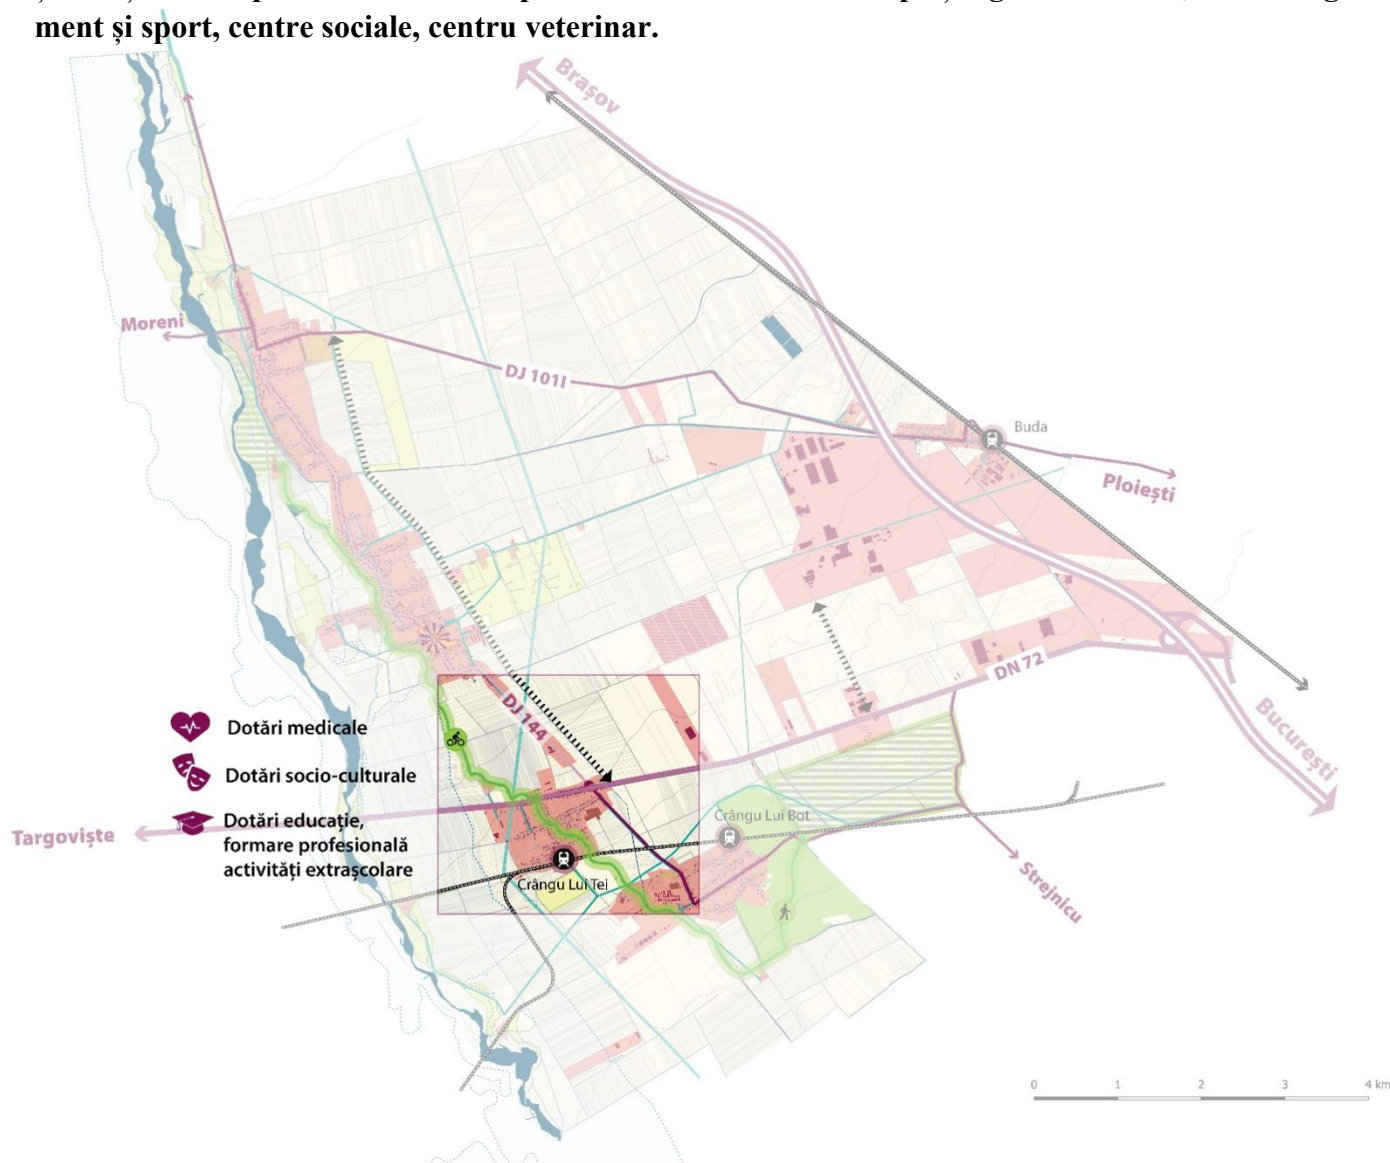 ment și sport, centre sociale, centru veterinar.
Brașov
Moreni
DJ 101I
Buda
Ploiești
DN 72
DJ 144
București
Dotări medicale
Dotări socio-culturale
Dotări educație,
formare profesională
activități extrașcolare
Targoviște
Crângu Lui Bot
Crângu Lui Tei
Strejnicu
0 1 2 3 4 km